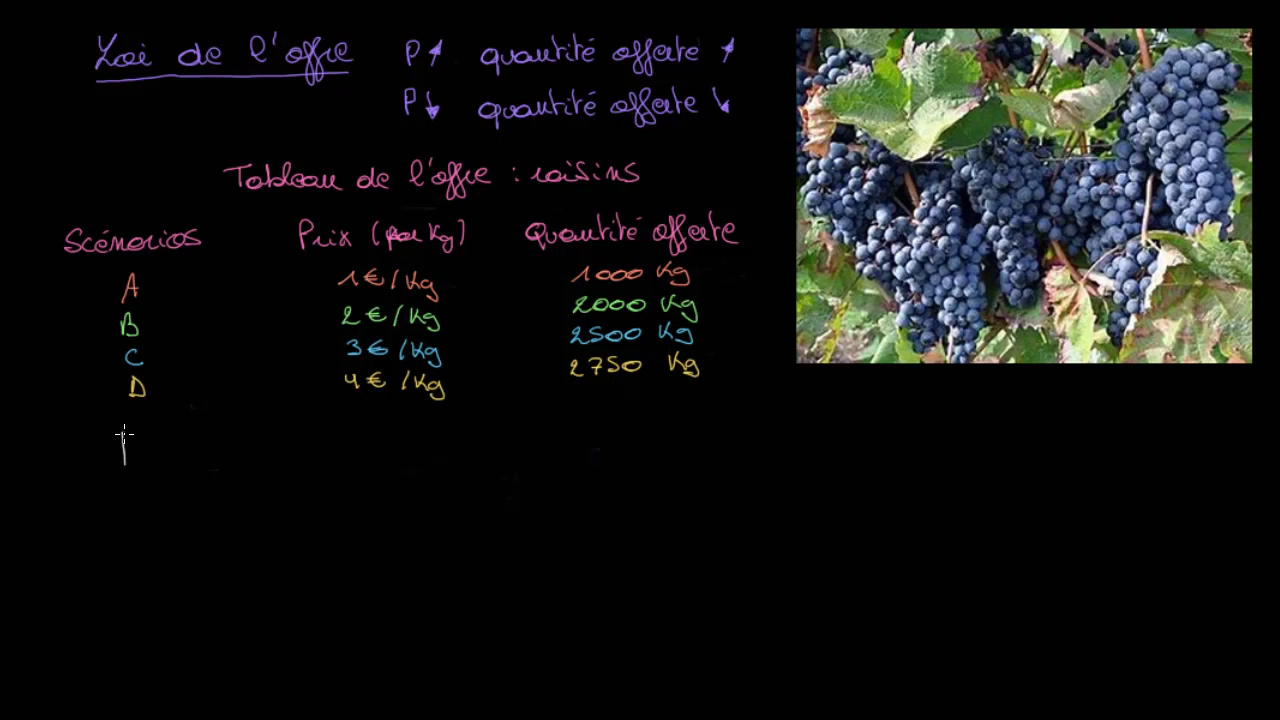 Loi de l'offre P↗ quantité offerte ↗
P↓ quantité offerte ↘
Tableau de l'offre : raisins
Scénarios Prix (par Kg) Quantité offerte
A 1€/Kg 1000 Kg
B 2€/Kg 2000 Kg
C 3€/Kg 2500 Kg
D 4€/Kg 2750 Kg